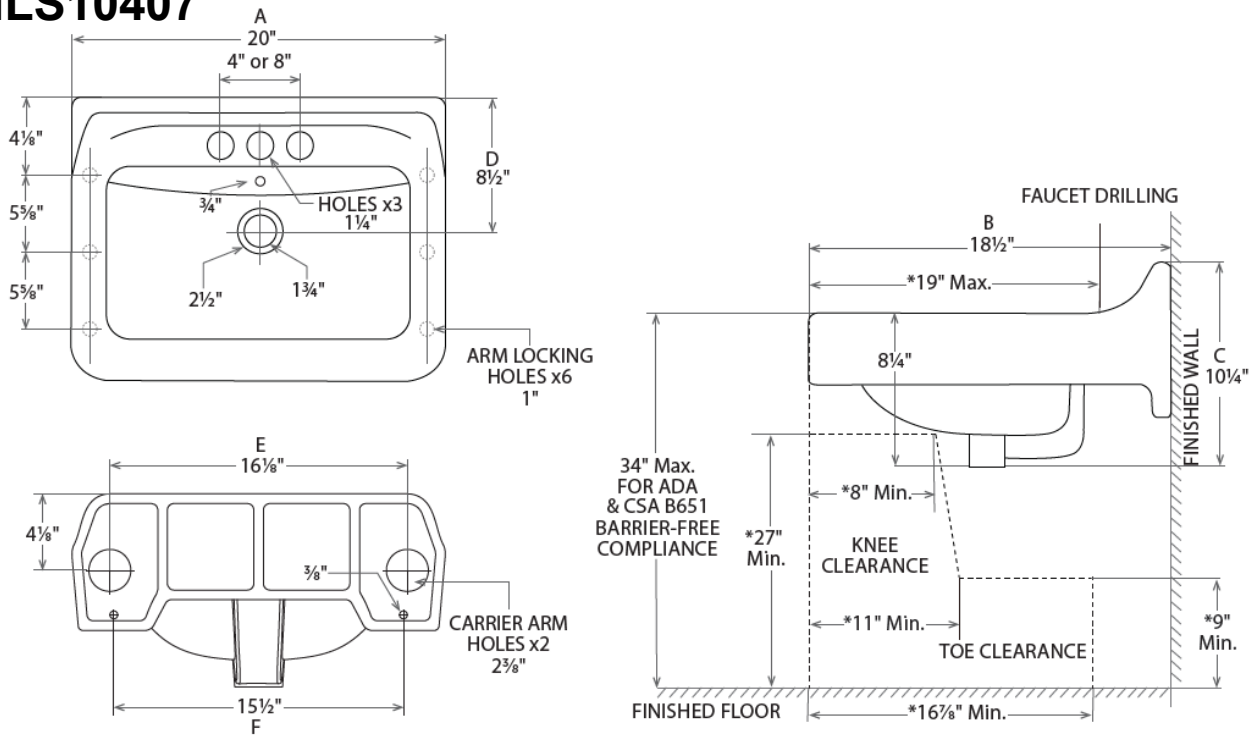 A
20"
4" or 8"
4⅛"
5⅝"
5⅝"
D
8½"
¾"
HOLES x3
1¼"
2½"
1¾"
ARM LOCKING
HOLES x6
1"
E
16⅛"
4⅛"
⅜"
CARRIER ARM
HOLES x2
2⅜"
15½"
F
FAUCET DRILLING
B
18½"
*19" Max.
8¼"
FINISHED WALL
C
10¼"
34" Max.
FOR ADA
& CSA B651
BARRIER-FREE
COMPLIANCE
*8" Min.
*27"
Min.
KNEE
CLEARANCE
*11" Min.
TOE CLEARANCE
*9"
Min.
FINISHED FLOOR
*16⅞" Min.